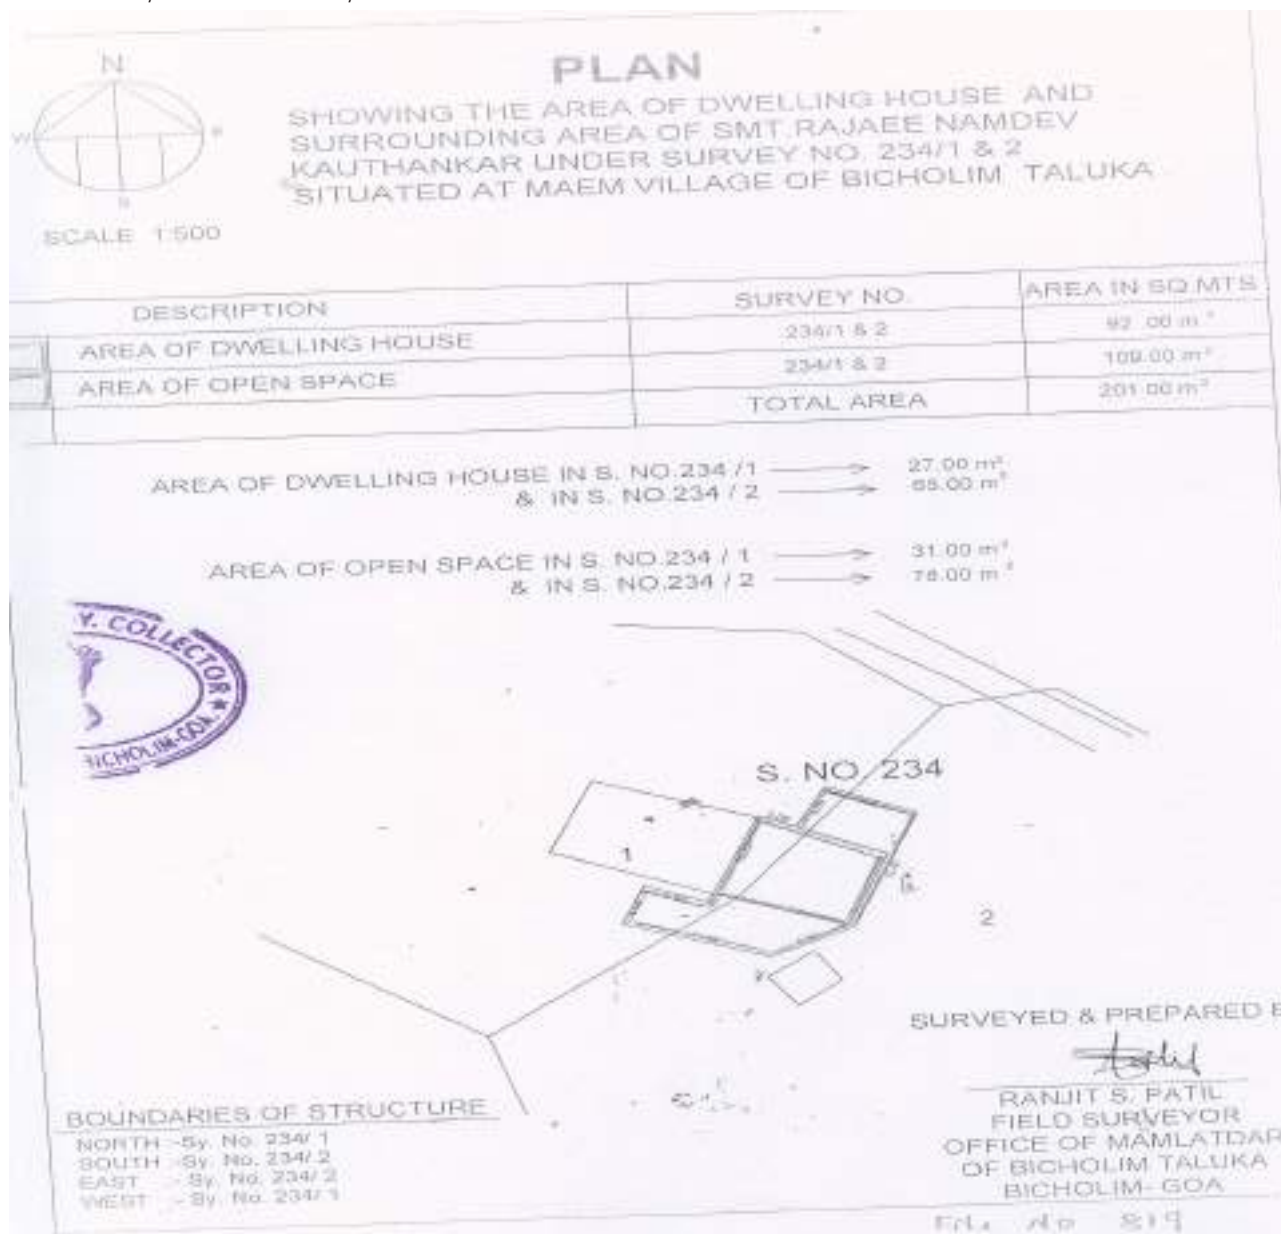 N
PLAN
SHOWING THE AREA OF DWELLING HOUSE AND
SURROUNDING AREA OF SMT. RAJAEE NAMDEV
KAUTHANKAR UNDER SURVEY NO. 234/1 & 2
SITUATED AT MAEM VILLAGE OF BICHOLIM TALUKA
W
S
SCALE 1:500
DESCRIPTION SURVEY NO. AREA IN SQ.MTS
AREA OF DWELLING HOUSE 234/1 & 2 92.00 m²
AREA OF OPEN SPACE 234/1 & 2 109.00 m²
TOTAL AREA 201.00 m²
AREA OF DWELLING HOUSE IN S. NO.234 /1 27.00 m²
& IN S. NO.234 / 2 65.00 m²
AREA OF OPEN SPACE IN S. NO.234 / 1 31.00 m²
& IN S. NO.234 / 2 78.00 m²
Y. COLLECTOR ★
BICHOLIM-GOA.
S. NO. 234
1
2
SURVEYED & PREPARED B
RANJIT S. PATIL
FIELD SURVEYOR
OFFICE OF MAMLATDAR
OF BICHOLIM TALUKA
BICHOLIM- GOA
BOUNDARIES OF STRUCTURE
NORTH -Sy. No. 234/ 1
SOUTH -Sy. No. 234/ 2
EAST - Sy. No. 234/ 2
WEST - Sy. No. 234/ 1
No 819